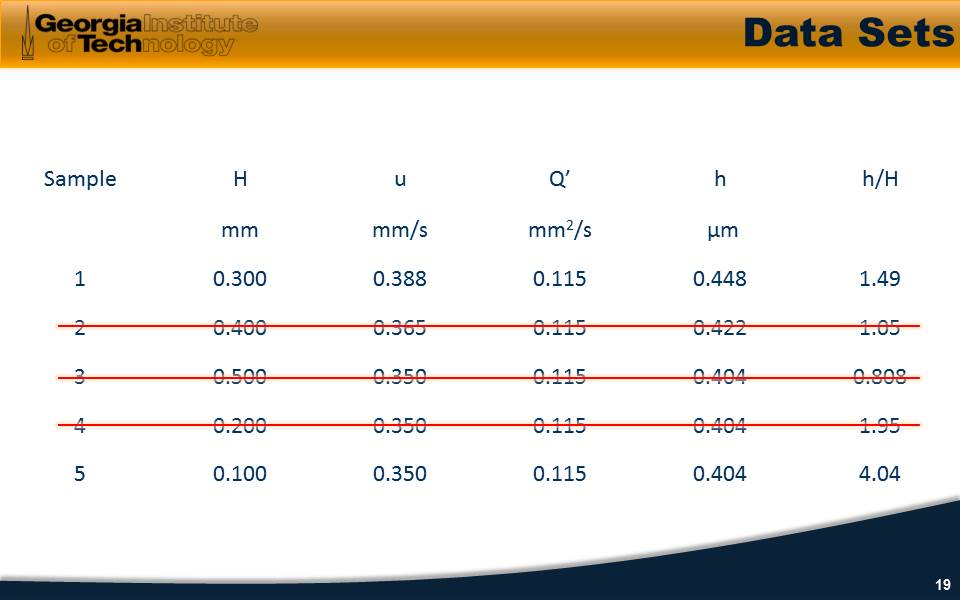 Georgia Institute
of Technology
Data Sets
Sample H u Q’ h h/H
mm mm/s mm²/s µm
1 0.300 0.388 0.115 0.448 1.49
2 0.400 0.365 0.115 0.422 1.05
3 0.500 0.350 0.115 0.404 0.808
4 0.200 0.350 0.115 0.404 1.95
5 0.100 0.350 0.115 0.404 4.04
19